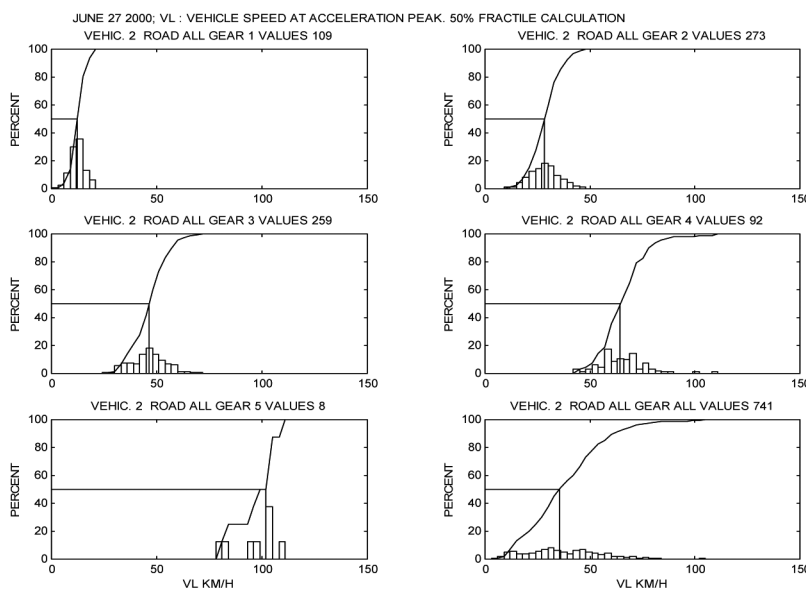 JUNE 27 2000; VL : VEHICLE SPEED AT ACCELERATION PEAK. 50% FRACTILE CALCULATION
VEHIC. 2 ROAD ALL GEAR 1 VALUES 109
PERCENT
100
80
60
40
20
0
0 50 100 150
VEHIC. 2 ROAD ALL GEAR 2 VALUES 273
PERCENT
100
80
60
40
20
0
0 50 100 150
VEHIC. 2 ROAD ALL GEAR 3 VALUES 259
PERCENT
100
80
60
40
20
0
0 50 100 150
VEHIC. 2 ROAD ALL GEAR 4 VALUES 92
PERCENT
100
80
60
40
20
0
0 50 100 150
VEHIC. 2 ROAD ALL GEAR 5 VALUES 8
PERCENT
100
80
60
40
20
0
0 50 100 150
VL KM/H
VEHIC. 2 ROAD ALL GEAR ALL VALUES 741
PERCENT
100
80
60
40
20
0
0 50 100 150
VL KM/H